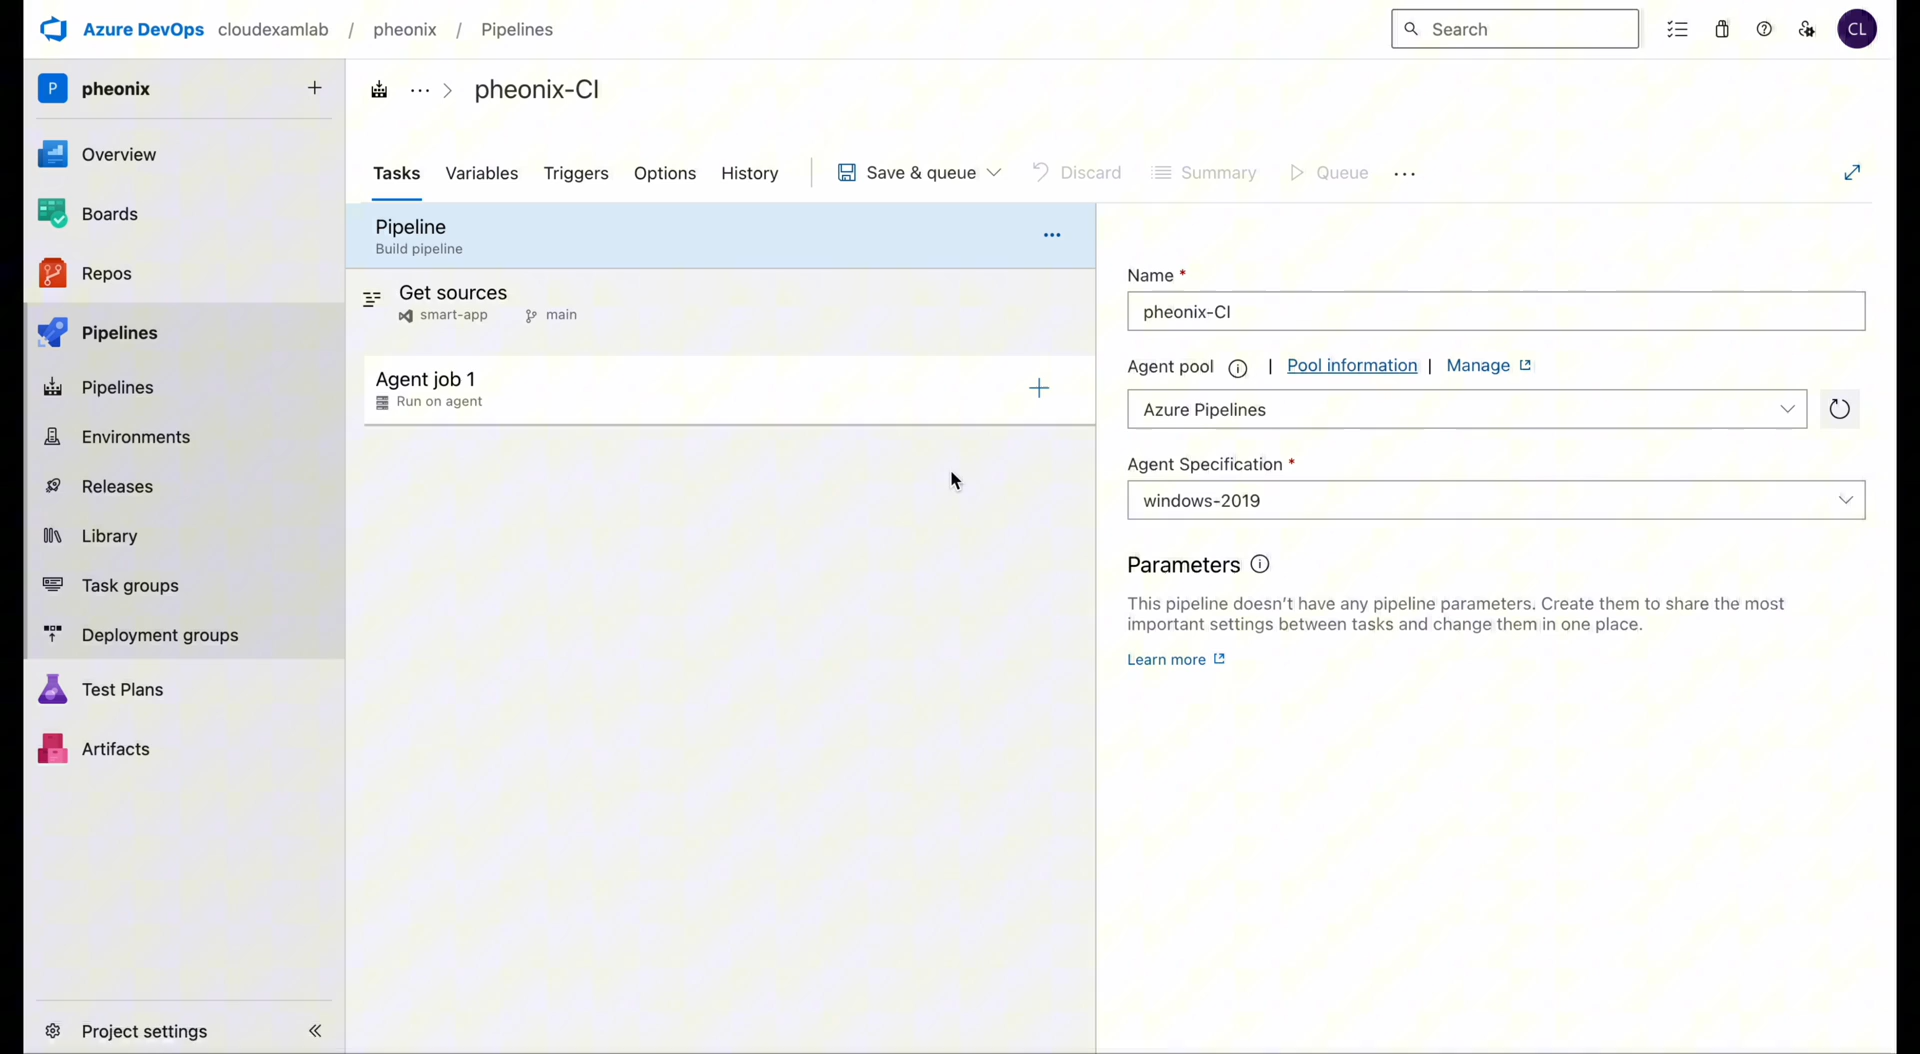 Azure DevOps cloudexamlab / pheonix / Pipelines
Search
CL
P pheonix
Overview
Boards
Repos
Pipelines
Pipelines
Environments
Releases
Library
Task groups
Deployment groups
Test Plans
Artifacts
Project settings
... > pheonix-CI
Tasks Variables Triggers Options History | Save & queue Discard Summary Queue ...
Pipeline
Build pipeline
Get sources
smart-app main
Agent job 1
Run on agent
Name *
pheonix-CI
Agent pool | Pool information | Manage
Azure Pipelines
Agent Specification *
windows-2019
Parameters
This pipeline doesn't have any pipeline parameters. Create them to share the most
important settings between tasks and change them in one place.
Learn more